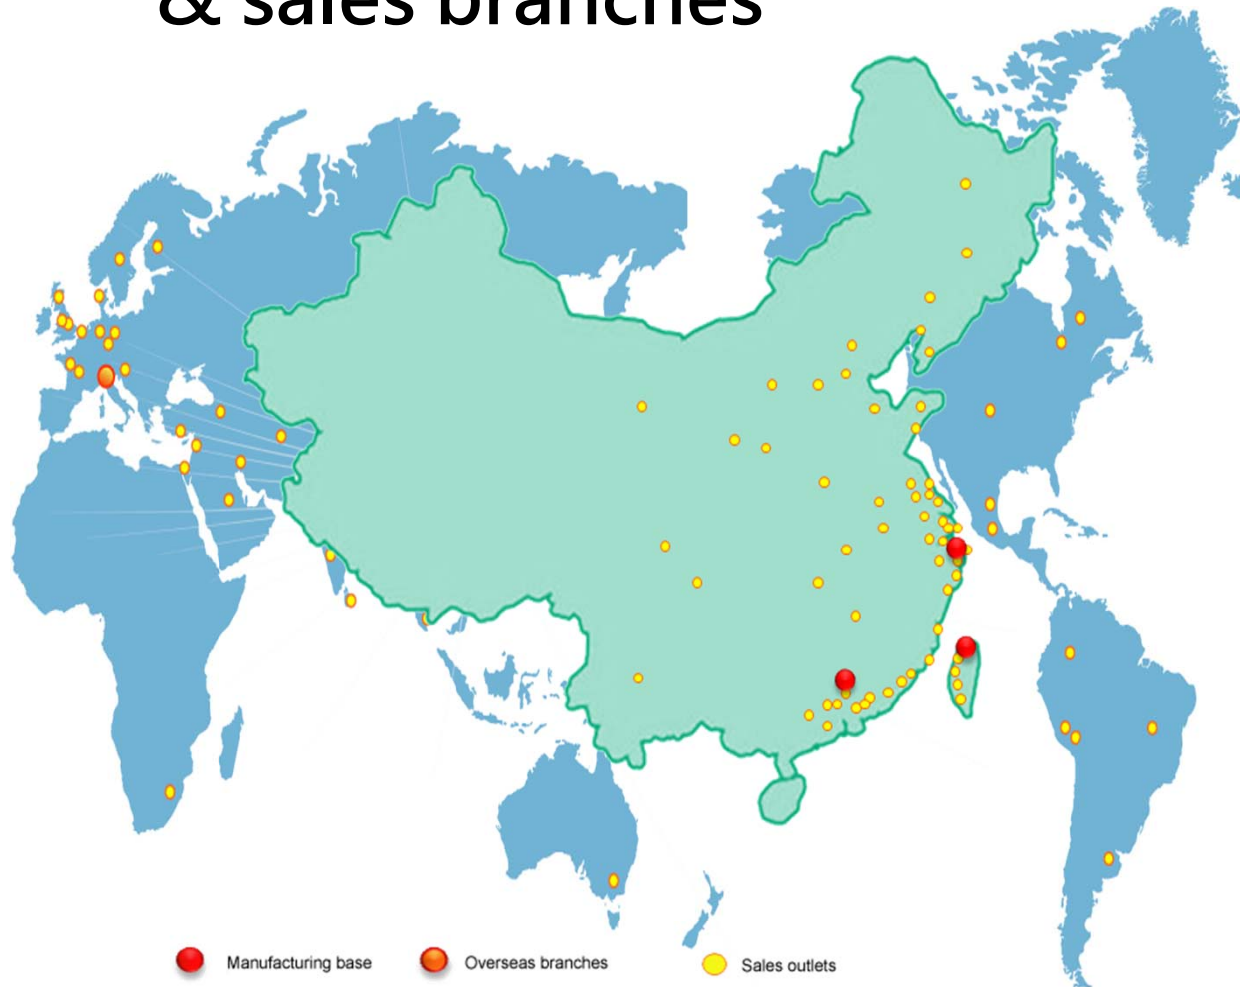 & sales branches
Manufacturing base
Overseas branches
Sales outlets